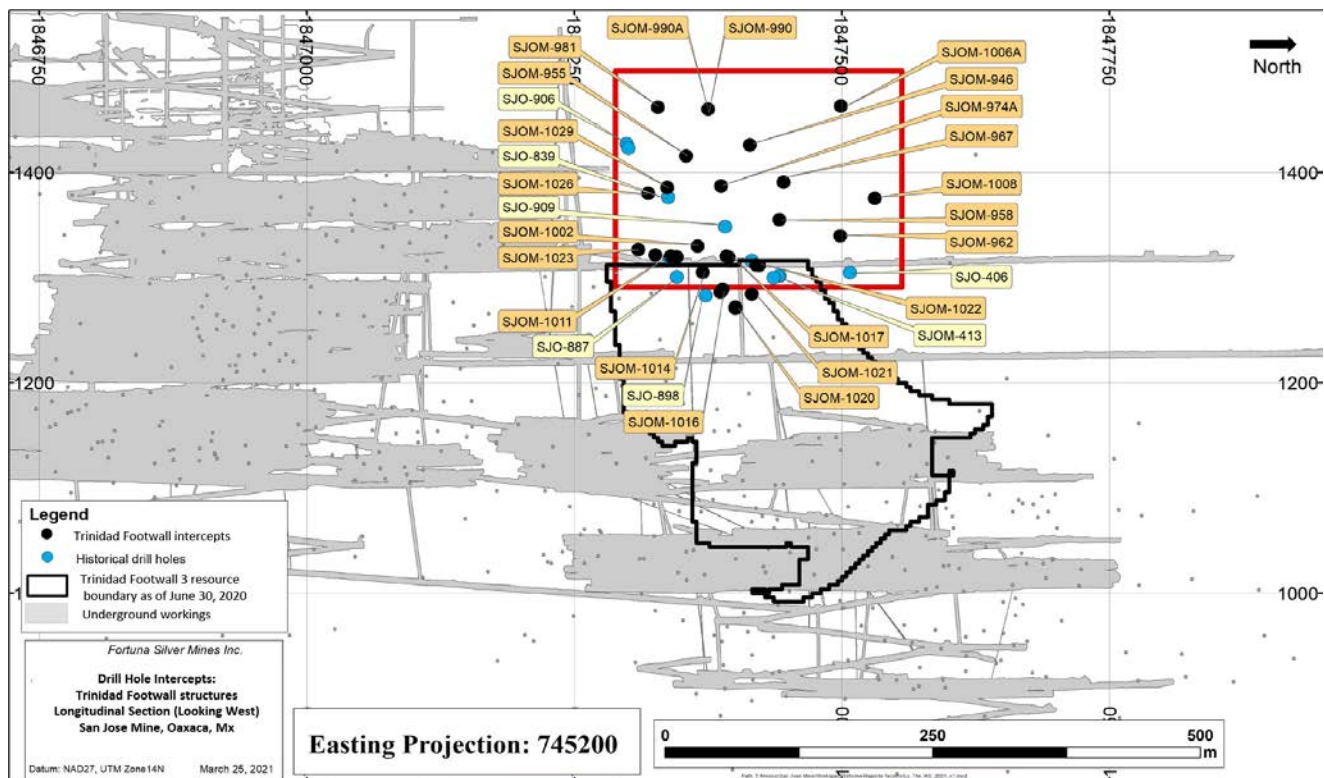 1846750
1847000
1847500
1847750
North
SJOM-990A
SJOM-990
SJOM-981
SJOM-955
SJO-906
SJOM-1029
SJO-839
SJOM-1026
SJO-909
SJOM-1002
SJOM-1023
SJOM-1011
SJO-887
SJOM-1014
SJO-898
SJOM-1016
SJOM-1006A
SJOM-946
SJOM-974A
SJOM-967
SJOM-1008
SJOM-958
SJOM-962
SJO-406
SJOM-1022
SJOM-413
SJOM-1017
SJOM-1021
SJOM-1020
1400
1400
1200
1200
1000
Legend
Trinidad Footwall intercepts
Historical drill holes
Trinidad Footwall 3 resource
boundary as of June 30, 2020
Underground workings
Fortuna Silver Mines Inc.
Drill Hole Intercepts:
Trinidad Footwall structures
Longitudinal Section (Looking West)
San Jose Mine, Oaxaca, Mx
Datum: NAD27, UTM Zone14N March 25, 2021
Easting Projection: 745200
0 250 500
m